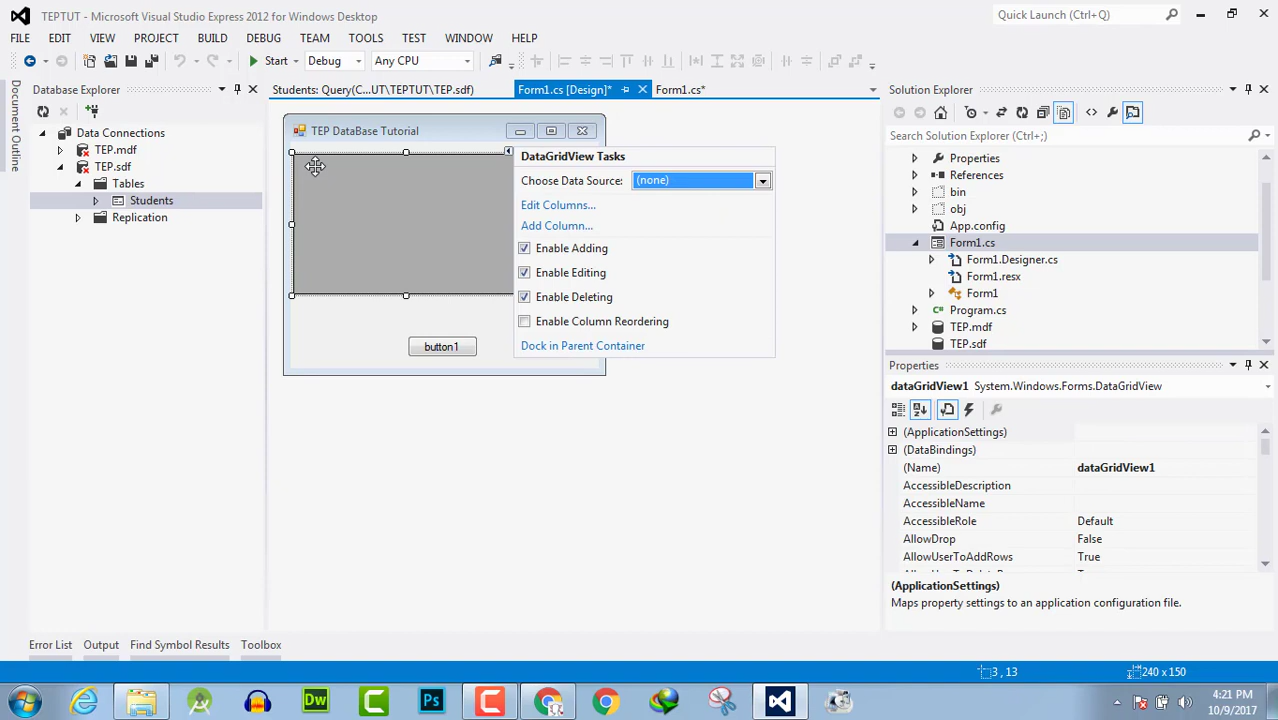 TEPTUT - Microsoft Visual Studio Express 2012 for Windows Desktop
Quick Launch (Ctrl+Q)
FILE EDIT VIEW PROJECT BUILD DEBUG TEAM TOOLS TEST WINDOW HELP
Start Debug Any CPU
Document Outline
Database Explorer
Data Connections
TEP.mdf
TEP.sdf
Tables
Students
Replication
Students: Query(C...UT\TEPTUT\TEP.sdf) Form1.cs [Design]* Form1.cs*
TEP DataBase Tutorial
button1
DataGridView Tasks
Choose Data Source: (none)
Edit Columns...
Add Column...
Enable Adding
Enable Editing
Enable Deleting
Enable Column Reordering
Dock in Parent Container
Solution Explorer
Search Solution Explorer (Ctrl+;)
Properties
References
bin
obj
App.config
Form1.cs
Form1.Designer.cs
Form1.resx
Form1
Program.cs
TEP.mdf
TEP.sdf
Properties
dataGridView1 System.Windows.Forms.DataGridView
(ApplicationSettings)
(DataBindings)
(Name) dataGridView1
AccessibleDescription
AccessibleName
AccessibleRole Default
AllowDrop False
AllowUserToAddRows True
(ApplicationSettings)
Maps property settings to an application configuration file.
Error List Output Find Symbol Results Toolbox
3 , 13 240 x 150
Dw Ps
4:21 PM
10/9/2017